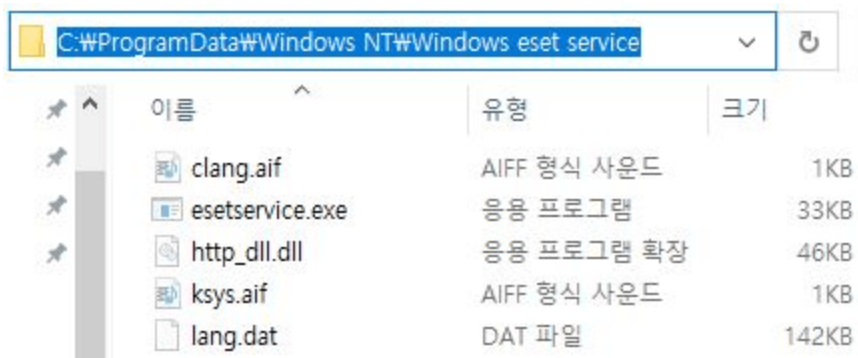 C:₩ProgramData₩Windows NT₩Windows eset service
이름 유형 크기
clang.aif AIFF 형식 사운드 1KB
esetservice.exe 응용 프로그램 33KB
http_dll.dll 응용 프로그램 확장 46KB
ksys.aif AIFF 형식 사운드 1KB
lang.dat DAT 파일 142KB